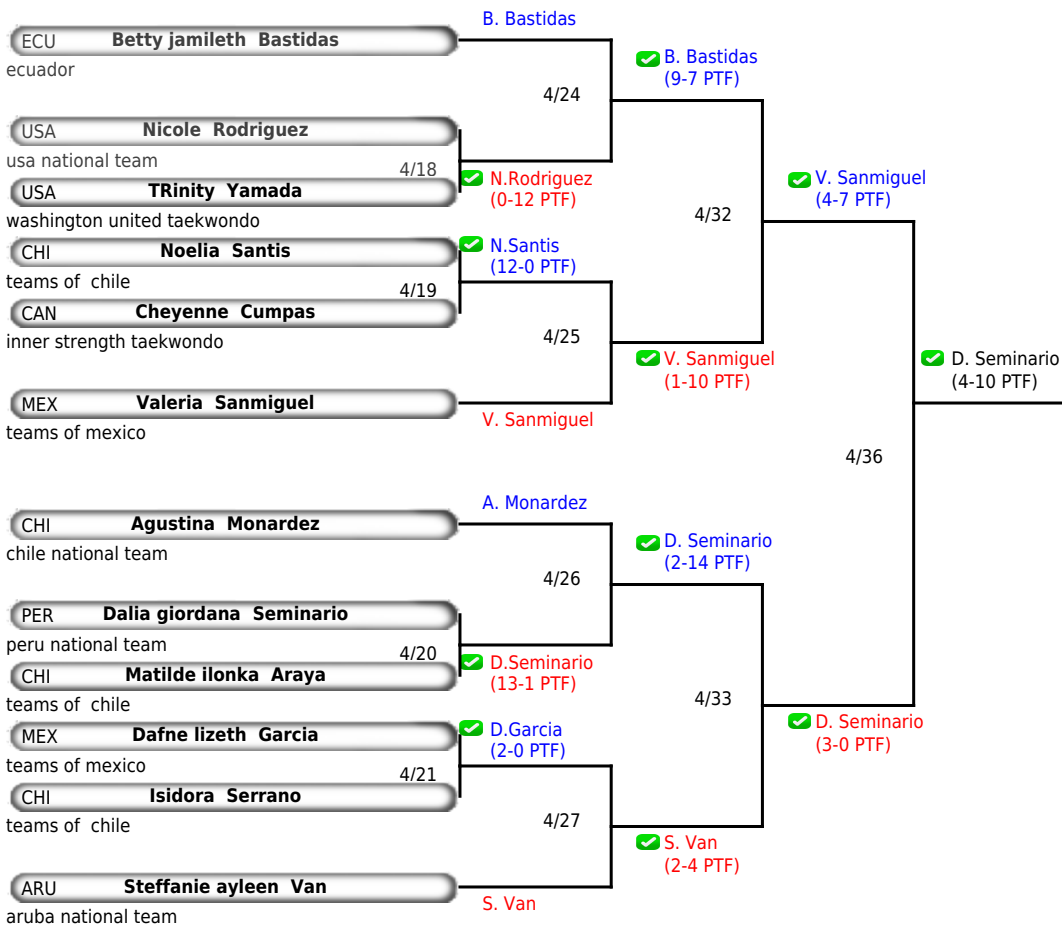 B. Bastidas
ECU Betty jamileth Bastidas
ecuador
B. Bastidas
(9-7 PTF)
4/24
USA Nicole Rodriguez
usa national team
4/18
N.Rodriguez
(0-12 PTF)
USA TRinity Yamada
washington united taekwondo
V. Sanmiguel
(4-7 PTF)
4/32
CHI Noelia Santis
teams of chile
N.Santis
(12-0 PTF)
4/19
CAN Cheyenne Cumpas
inner strength taekwondo
4/25
V. Sanmiguel
(1-10 PTF)
D. Seminario
(4-10 PTF)
MEX Valeria Sanmiguel
teams of mexico
V. Sanmiguel
4/36
A. Monardez
CHI Agustina Monardez
chile national team
D. Seminario
(2-14 PTF)
4/26
PER Dalia giordana Seminario
peru national team
4/20
D.Seminario
(13-1 PTF)
CHI Matilde ilonka Araya
teams of chile
4/33
D. Seminario
(3-0 PTF)
MEX Dafne lizeth Garcia
teams of mexico
D.Garcia
(2-0 PTF)
4/21
CHI Isidora Serrano
teams of chile
4/27
S. Van
(2-4 PTF)
ARU Steffanie ayleen Van
aruba national team
S. Van